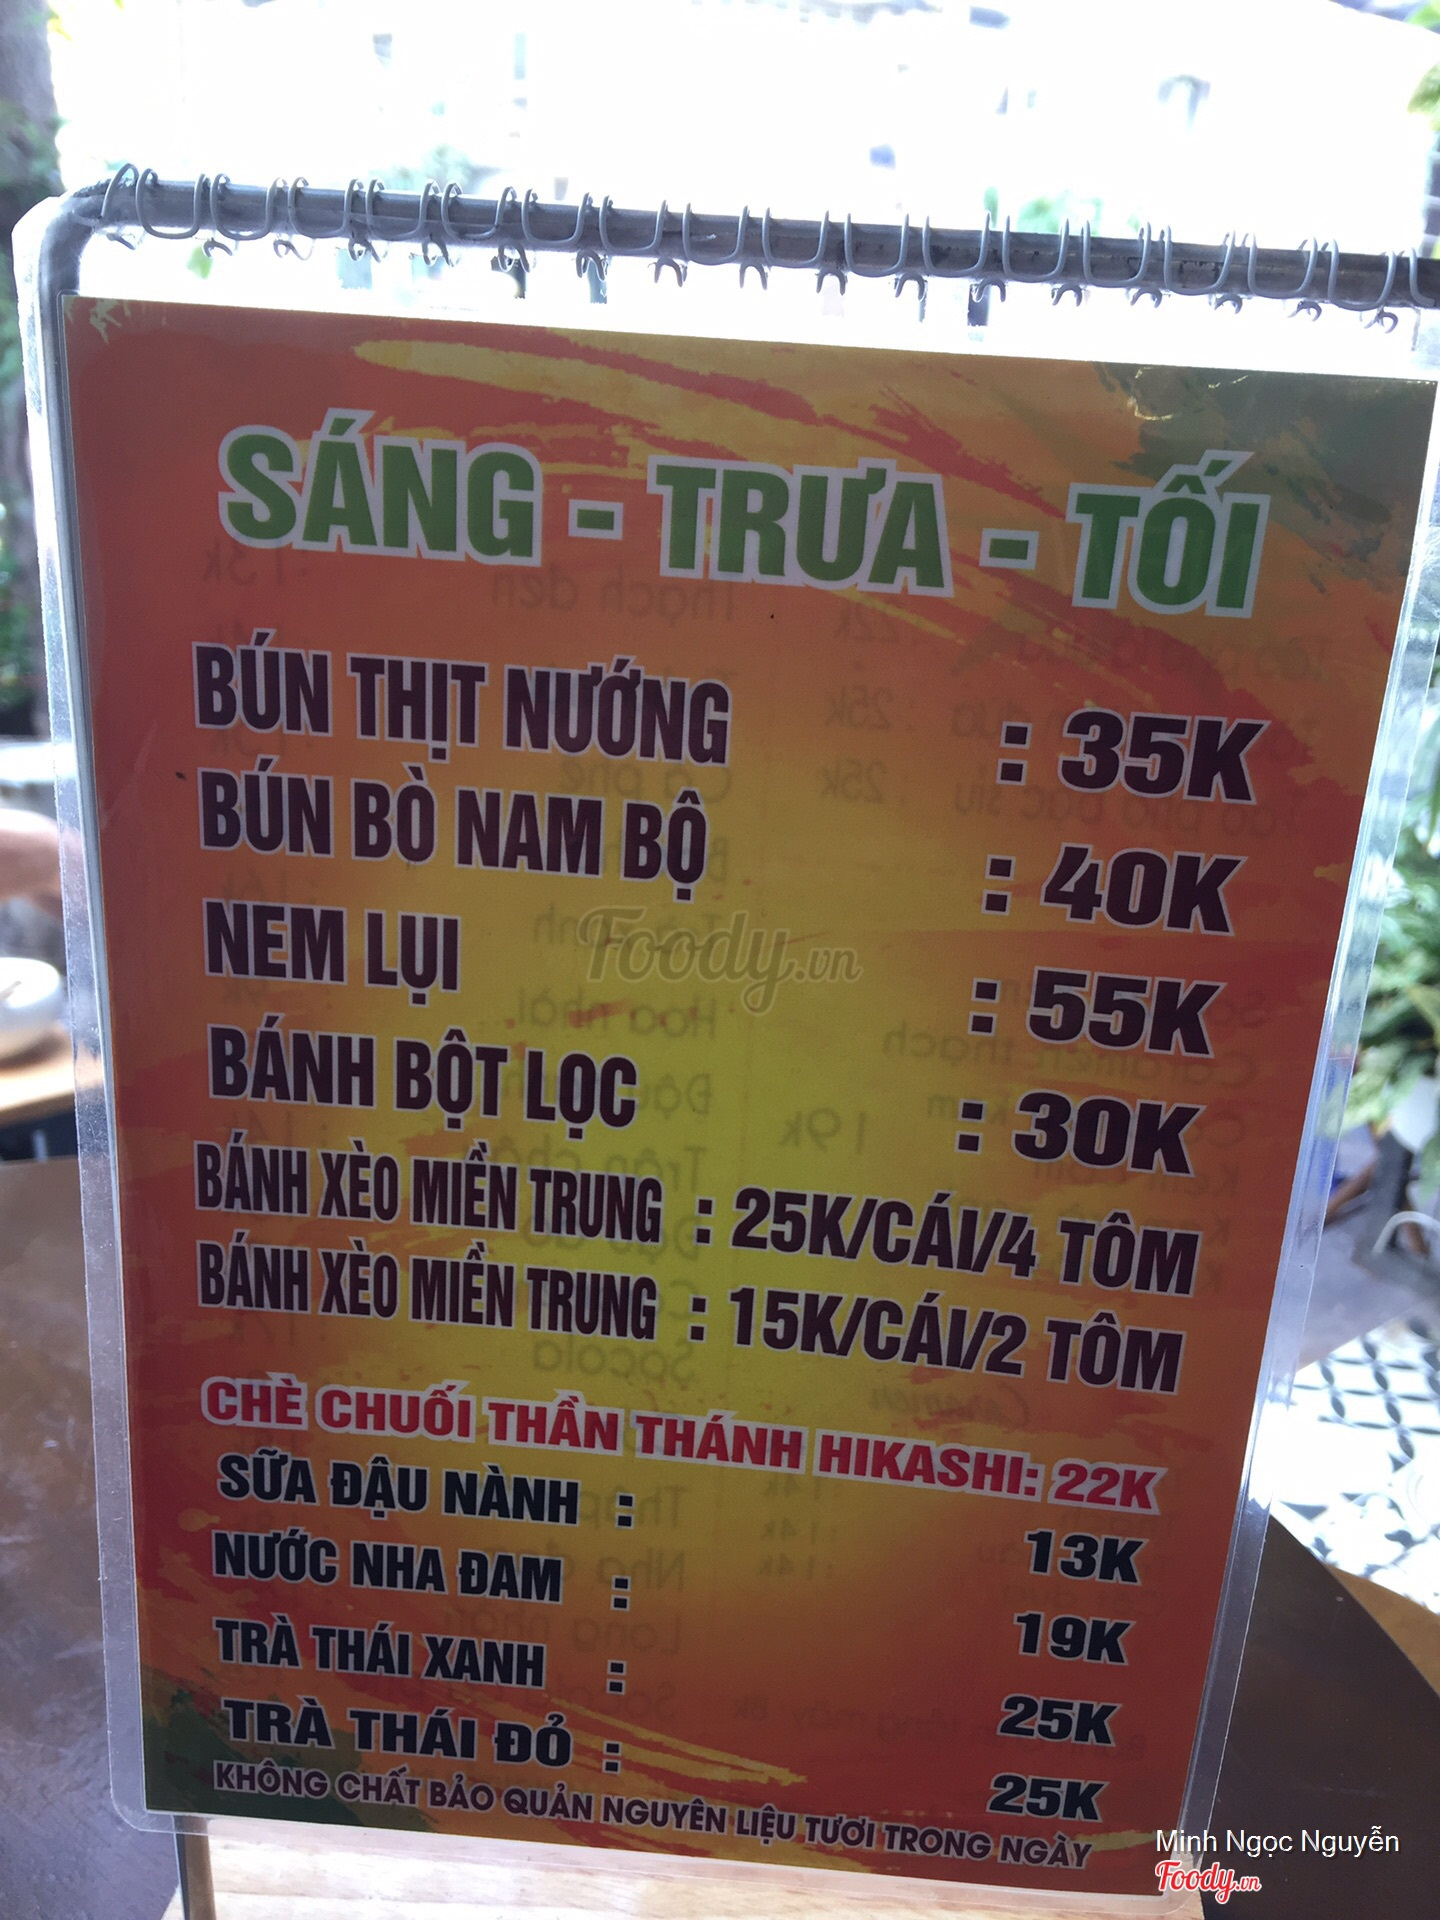 SÁNG - TRƯA - TỐI
BÚN THỊT NƯỚNG : 35K
BÚN BÒ NAM BỘ : 40K
NEM LỤI : 55K
BÁNH BỘT LỌC : 30K
BÁNH XÈO MIỀN TRUNG : 25K/CÁI/4 TÔM
BÁNH XÈO MIỀN TRUNG : 15K/CÁI/2 TÔM
CHÈ CHUỐI THẦN THÁNH HIKASHI: 22K
SỮA ĐẬU NÀNH : 13K
NƯỚC NHA ĐAM : 19K
TRÀ THÁI XANH : 25K
TRÀ THÁI ĐỎ : 25K
KHÔNG CHẤT BẢO QUẢN NGUYÊN LIỆU TƯƠI TRONG NGÀY
Foody.vn
Minh Ngọc Nguyễn
Foody.vn